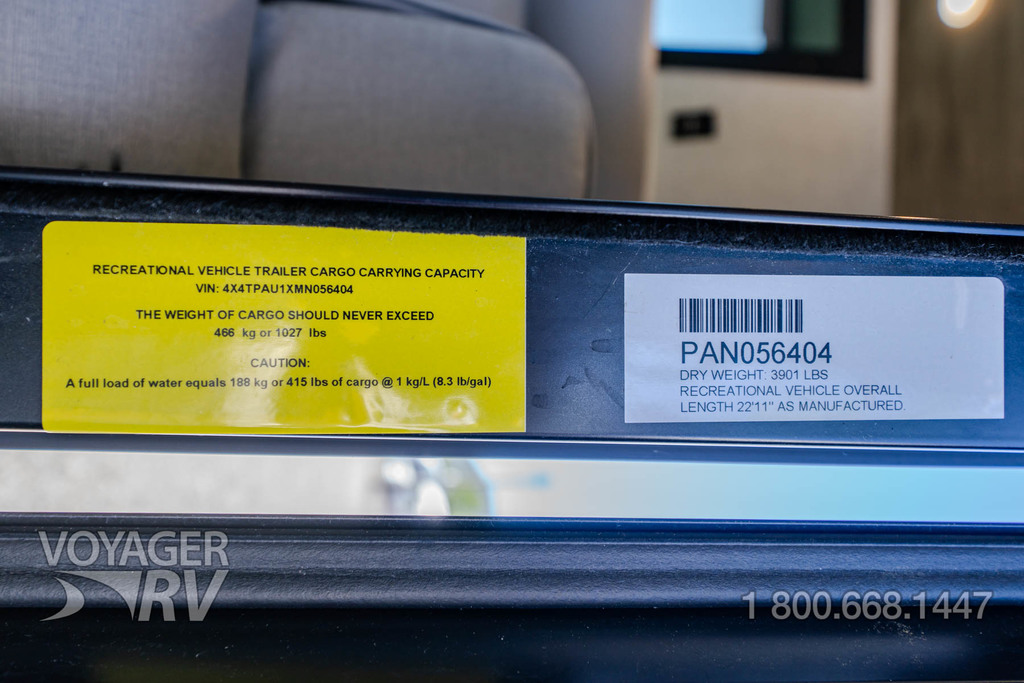 RECREATIONAL VEHICLE TRAILER CARGO CARRYING CAPACITY
VIN: 4X4TPAU1XMN056404
THE WEIGHT OF CARGO SHOULD NEVER EXCEED
466 kg or 1027 lbs
CAUTION:
A full load of water equals 188 kg or 415 lbs of cargo @ 1 kg/L (8.3 lb/gal)
PAN056404
DRY WEIGHT: 3901 LBS
RECREATIONAL VEHICLE OVERALL
LENGTH 22'11" AS MANUFACTURED.
VOYAGER
RV
1 800.668.1447